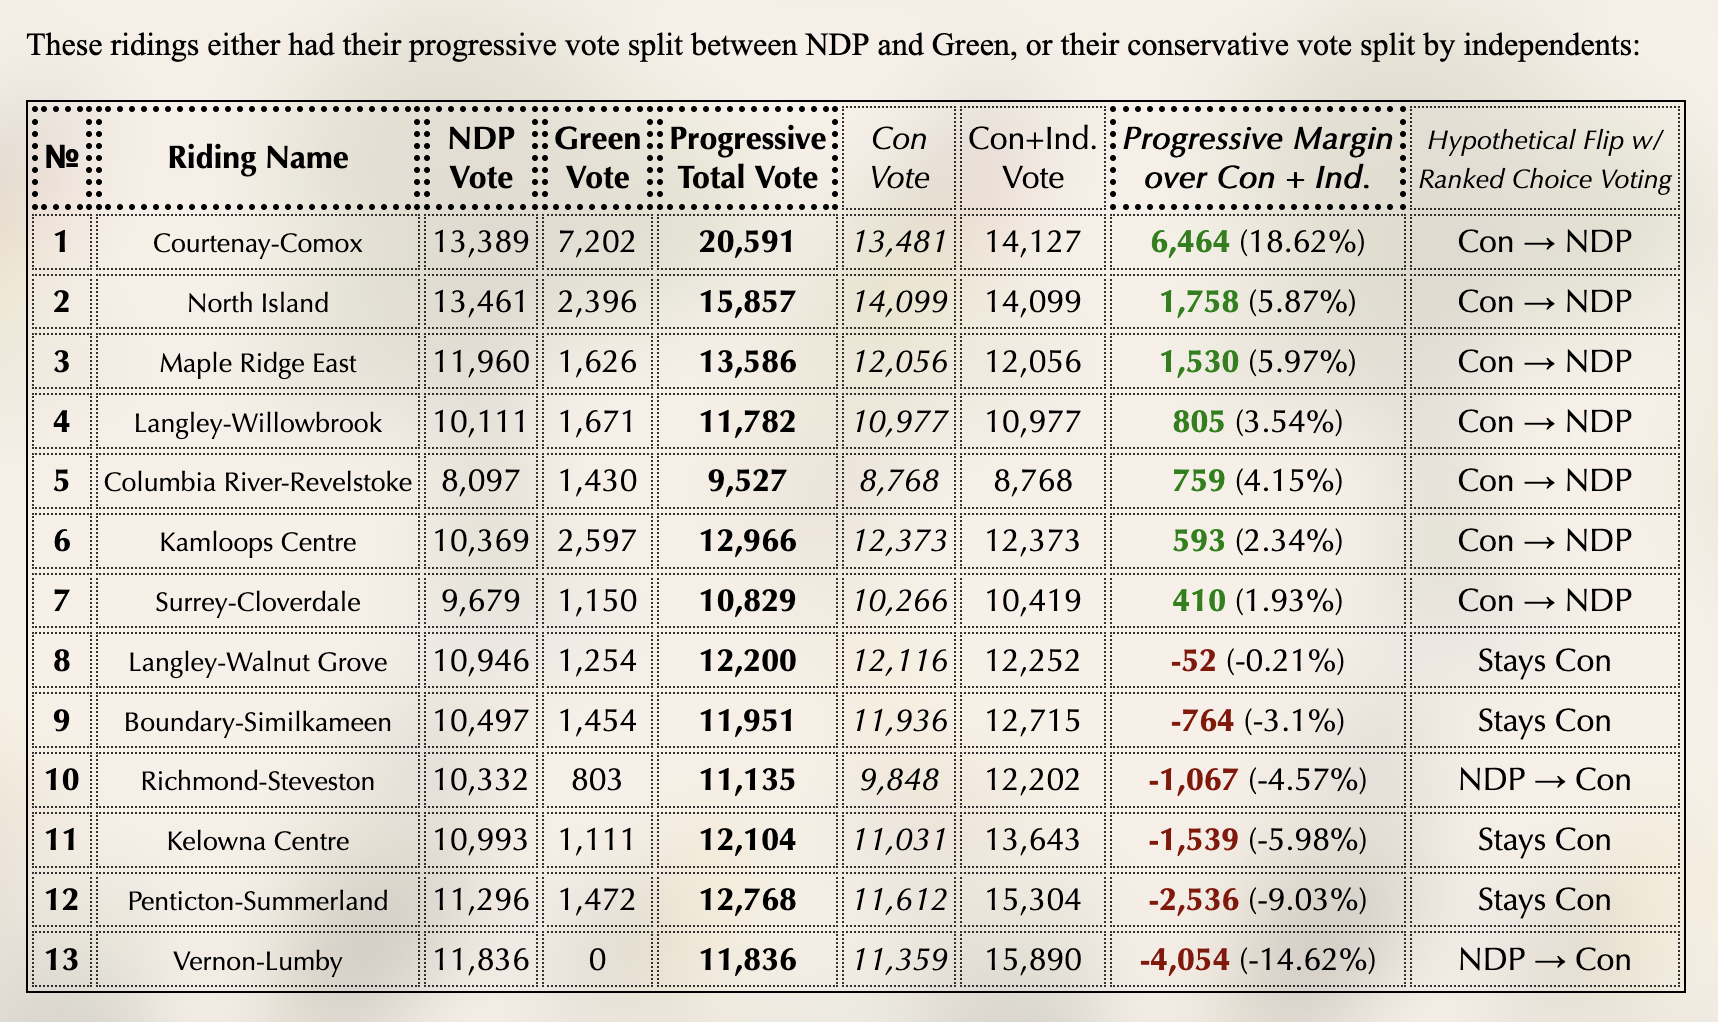 These ridings either had their progressive vote split between NDP and Green, or their conservative vote split by independents:
№ Riding Name NDP Vote Green Vote Progressive Total Vote Con Vote Con+Ind. Vote Progressive Margin over Con + Ind. Hypothetical Flip w/ Ranked Choice Voting
1 Courtenay-Comox 13,389 7,202 20,591 13,481 14,127 6,464 (18.62%) Con → NDP
2 North Island 13,461 2,396 15,857 14,099 14,099 1,758 (5.87%) Con → NDP
3 Maple Ridge East 11,960 1,626 13,586 12,056 12,056 1,530 (5.97%) Con → NDP
4 Langley-Willowbrook 10,111 1,671 11,782 10,977 10,977 805 (3.54%) Con → NDP
5 Columbia River-Revelstoke 8,097 1,430 9,527 8,768 8,768 759 (4.15%) Con → NDP
6 Kamloops Centre 10,369 2,597 12,966 12,373 12,373 593 (2.34%) Con → NDP
7 Surrey-Cloverdale 9,679 1,150 10,829 10,266 10,419 410 (1.93%) Con → NDP
8 Langley-Walnut Grove 10,946 1,254 12,200 12,116 12,252 -52 (-0.21%) Stays Con
9 Boundary-Similkameen 10,497 1,454 11,951 11,936 12,715 -764 (-3.1%) Stays Con
10 Richmond-Steveston 10,332 803 11,135 9,848 12,202 -1,067 (-4.57%) NDP → Con
11 Kelowna Centre 10,993 1,111 12,104 11,031 13,643 -1,539 (-5.98%) Stays Con
12 Penticton-Summerland 11,296 1,472 12,768 11,612 15,304 -2,536 (-9.03%) Stays Con
13 Vernon-Lumby 11,836 0 11,836 11,359 15,890 -4,054 (-14.62%) NDP → Con